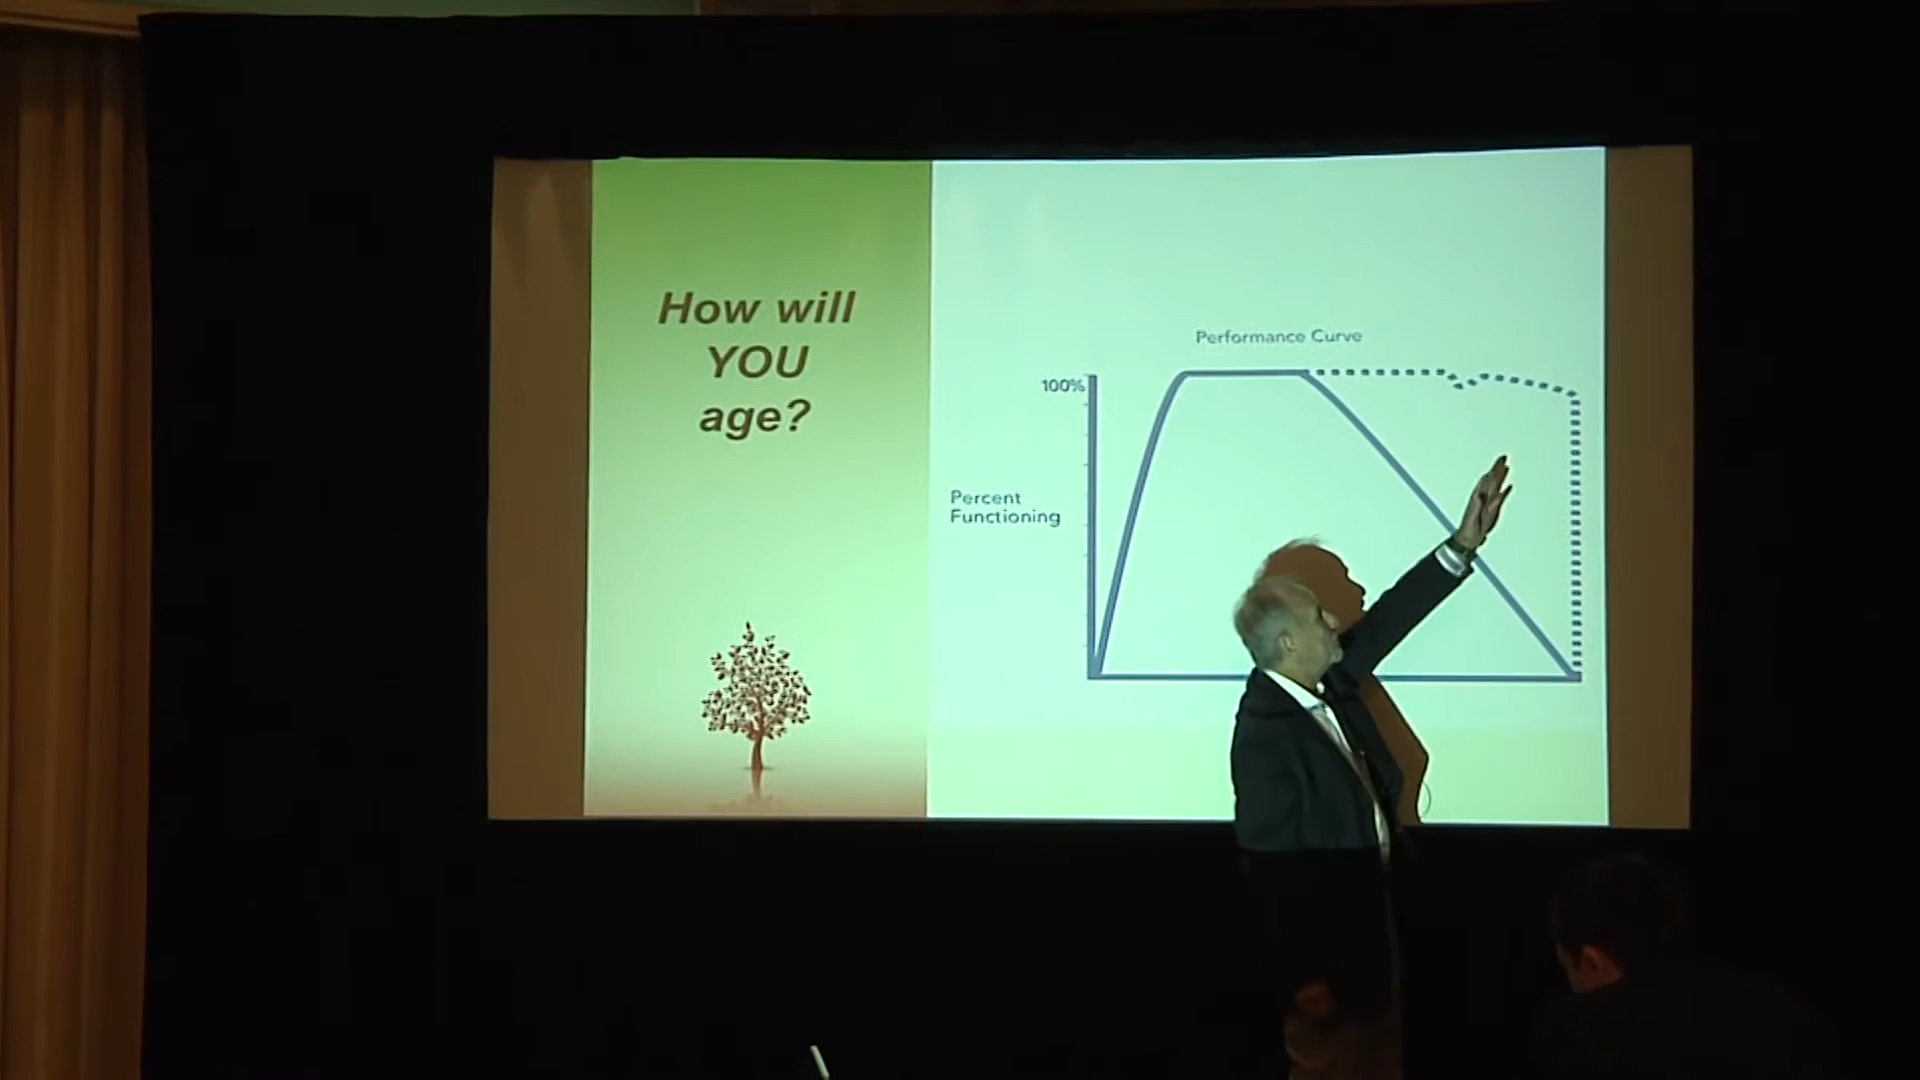 How will
YOU
age?
Performance Curve
100%
Percent
Functioning